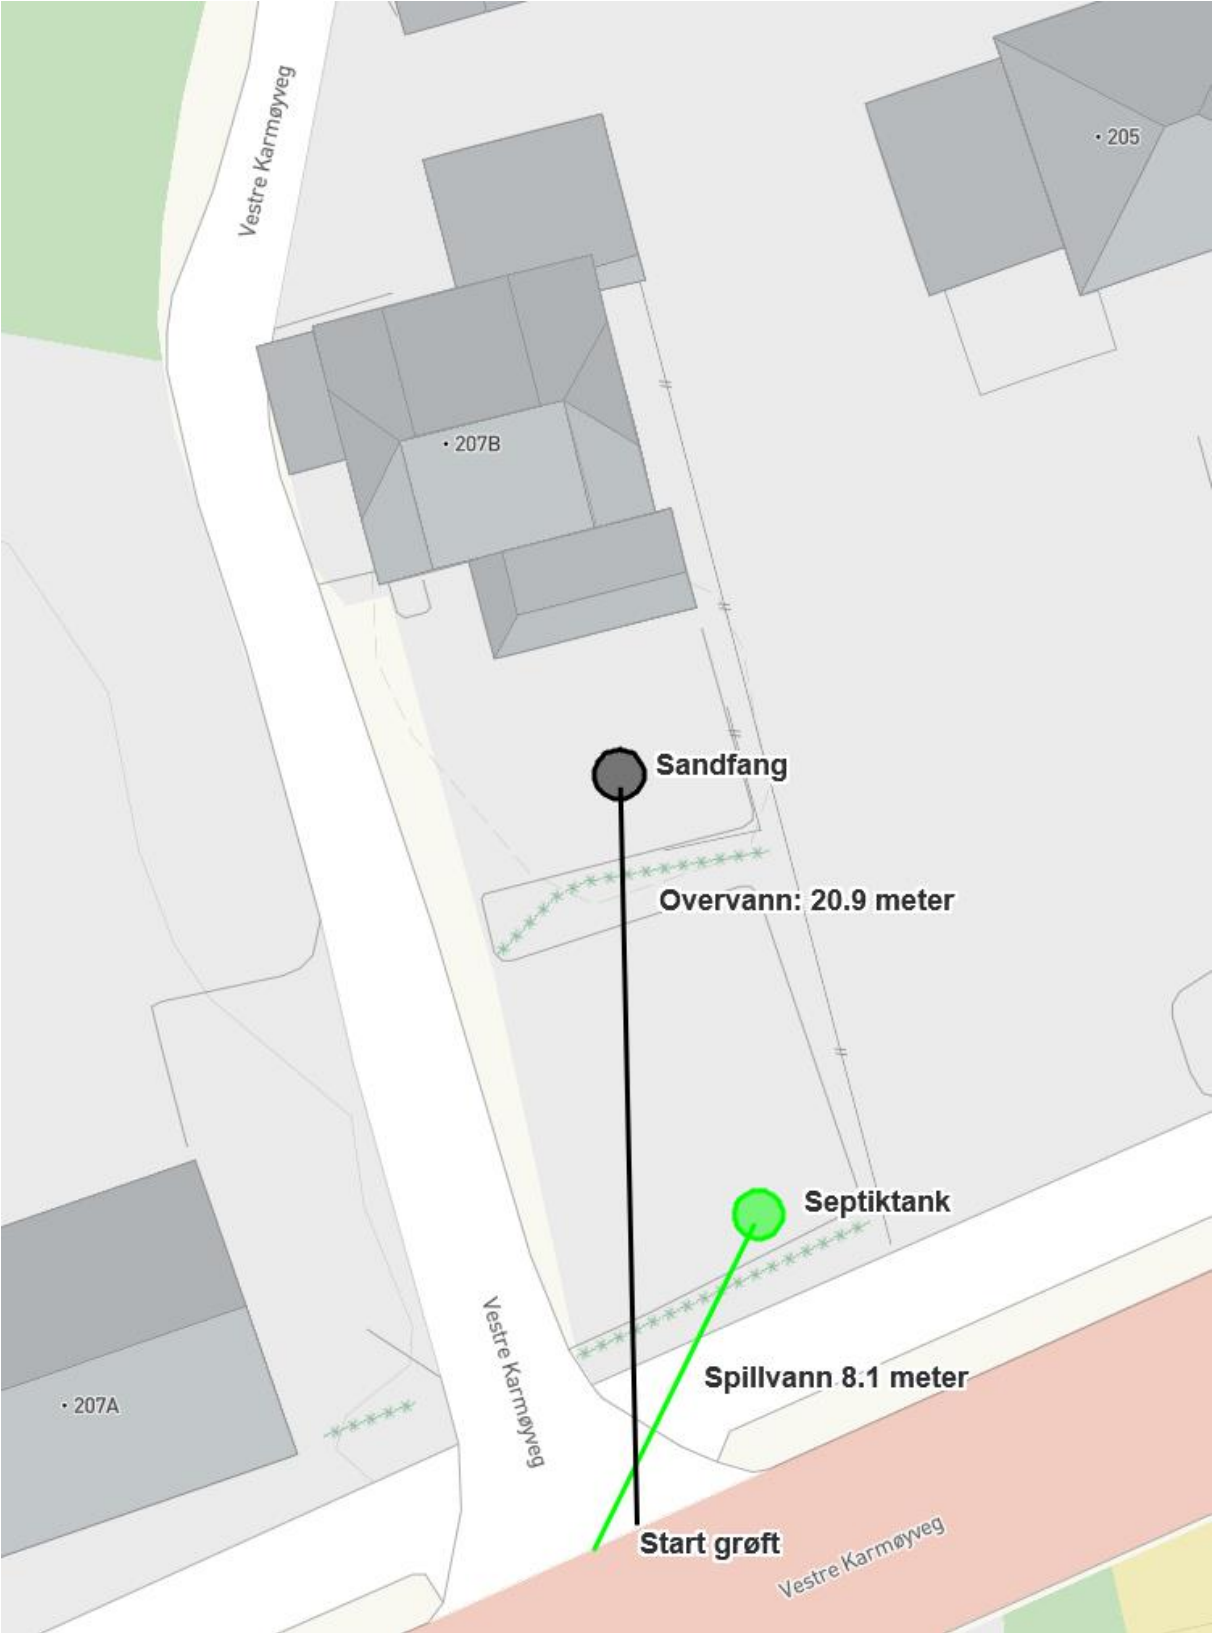 Vestre Karmøyveg
205
207B
Sandfang
Overvann: 20.9 meter
Septiktank
Vestre Karmøyveg
Spillvann 8.1 meter
207A
Start grøft
Vestre Karmøyveg